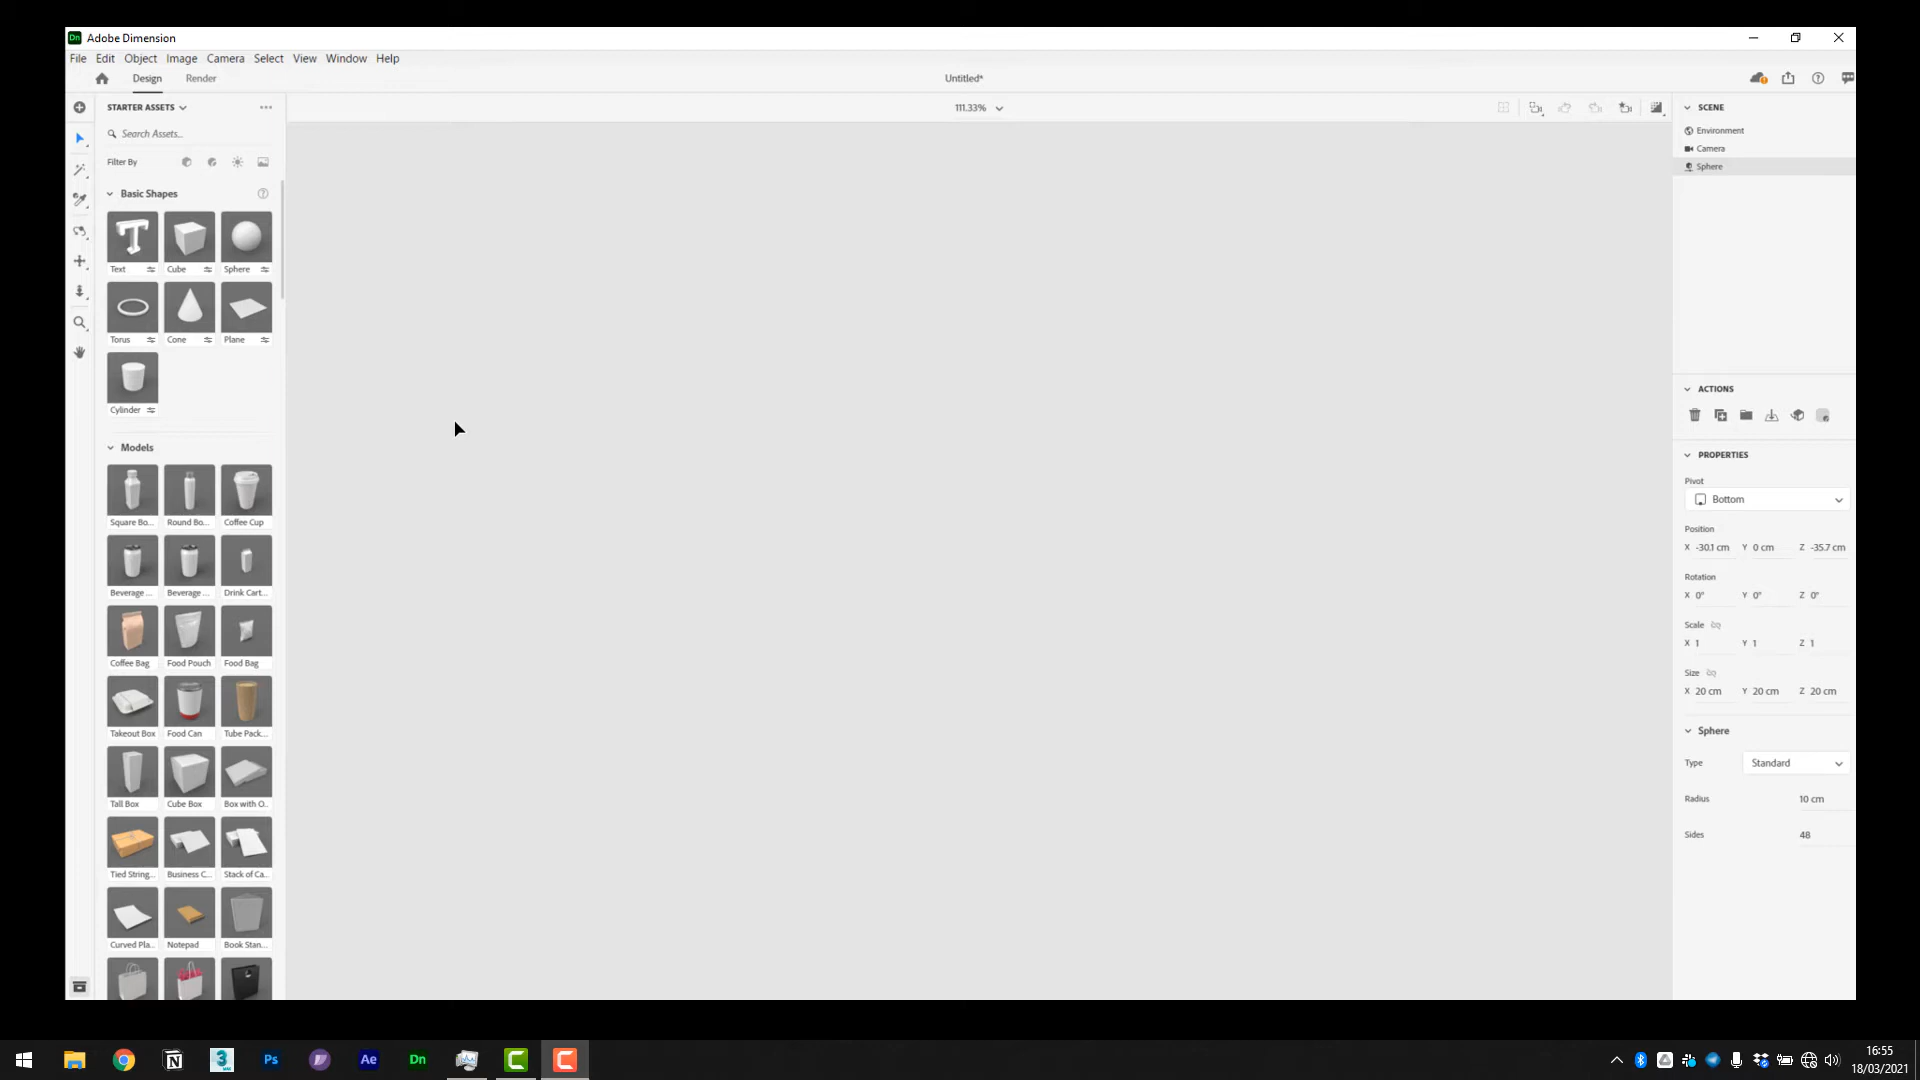 Dn Adobe Dimension
File Edit Object Image Camera Select View Window Help
Design Render Untitled*
STARTER ASSETS
111.33%
Search Assets...
Filter By
Basic Shapes
Text Cube Sphere
Torus Cone Plane
Cylinder
Models
Square Bo... Round Bo... Coffee Cup
Beverage ... Beverage ... Drink Cart...
Coffee Bag Food Pouch Food Bag
Takeout Box Food Can Tube Pack...
Tall Box Cube Box Box with O...
Tied String... Business C... Stack of Ca...
Curved Pla... Notepad Book Stan...
SCENE
Environment
Camera
Sphere
ACTIONS
PROPERTIES
Pivot
Bottom
Position
X -30.1 cm Y 0 cm Z -35.7 cm
Rotation
X 0° Y 0° Z 0°
Scale
X 1 Y 1 Z 1
Size
X 20 cm Y 20 cm Z 20 cm
Sphere
Type Standard
Radius 10 cm
Sides 48
Ps Ae Dn
16:55
18/03/2021